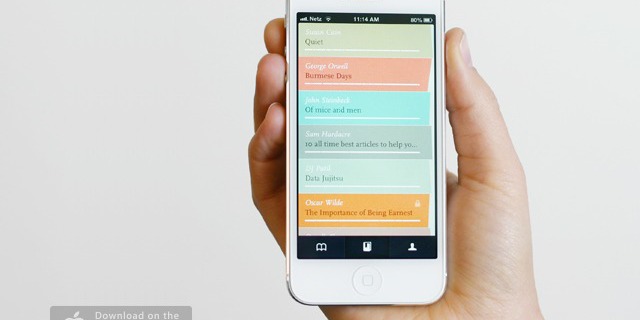 Netz 11:14 AM 80%
Susan Cain
Quiet
George Orwell
Burmese Days
John Steinbeck
Of mice and men
Sam Hardacre
10 all time best articles to help yo...
DJ Patil
Data Jujitsu
Oscar Wilde
The Importance of Being Earnest
Download on the